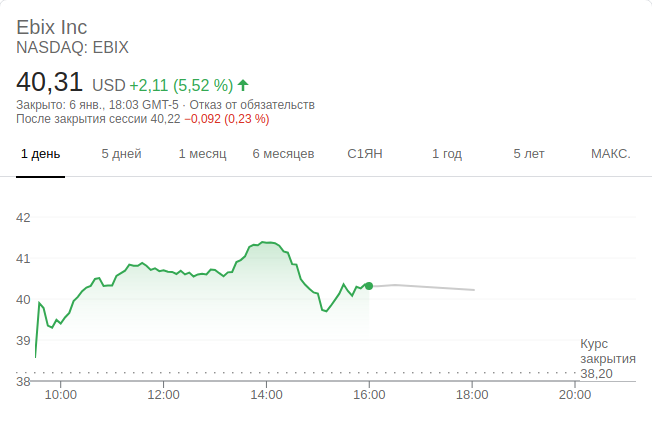 Ebix Inc
NASDAQ: EBIX
40,31 USD +2,11 (5,52 %)
Закрыто: 6 янв., 18:03 GMT-5 · Отказ от обязательств
После закрытия сессии 40,22 −0,092 (0,23 %)
1 день 5 дней 1 месяц 6 месяцев С1ЯН 1 год 5 лет МАКС.
42
41
40
39
Курс
закрытия
38,20
38
10:00 12:00 14:00 16:00 18:00 20:00